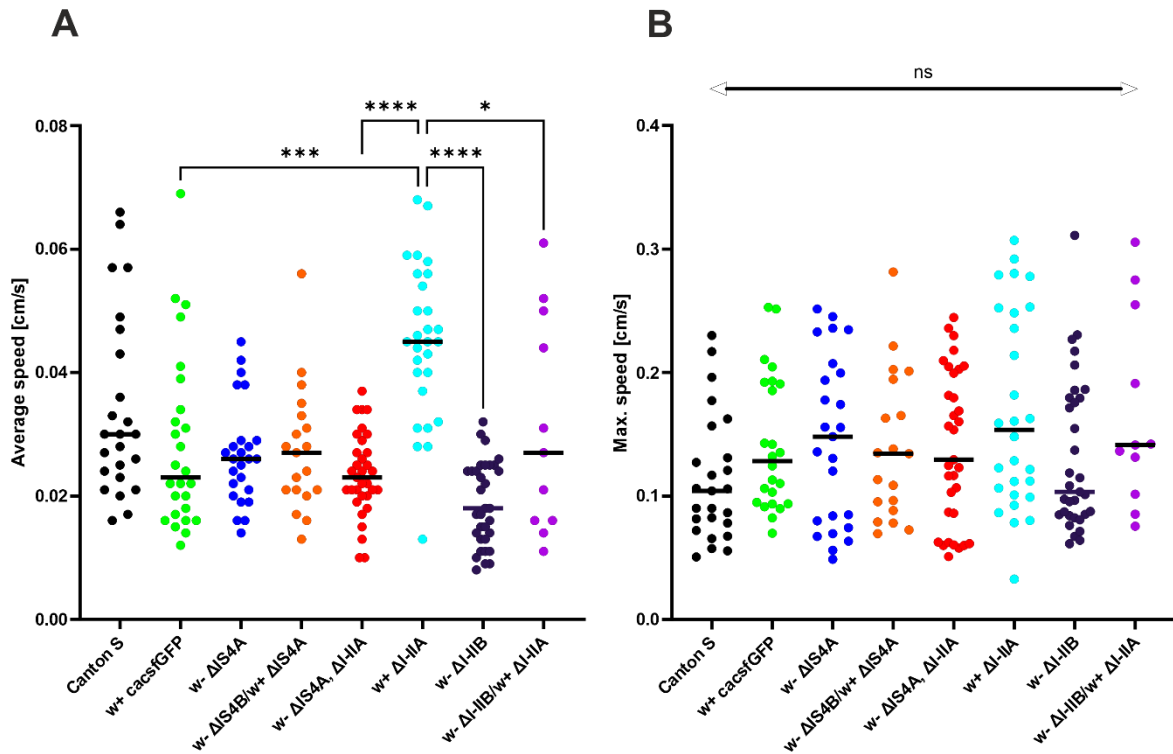 A
B
ns
****
*
***
****
Average speed [cm/s]
0.08
0.06
0.04
0.02
0.00
Canton S
w+ cacsfGFP
w- ΔIS4A
w- ΔIS4B/w+ ΔIS4A
w- ΔIS4A, ΔI-IIA
w+ ΔI-IIA
w- ΔI-IIB
w- ΔI-IIB/w+ ΔI-IIA
Max. speed [cm/s]
0.4
0.3
0.2
0.1
0.0
Canton S
w+ cacsfGFP
w- ΔIS4A
w- ΔIS4B/w+ ΔIS4A
w- ΔIS4A, ΔI-IIA
w+ ΔI-IIA
w- ΔI-IIB
w- ΔI-IIB/w+ ΔI-IIA